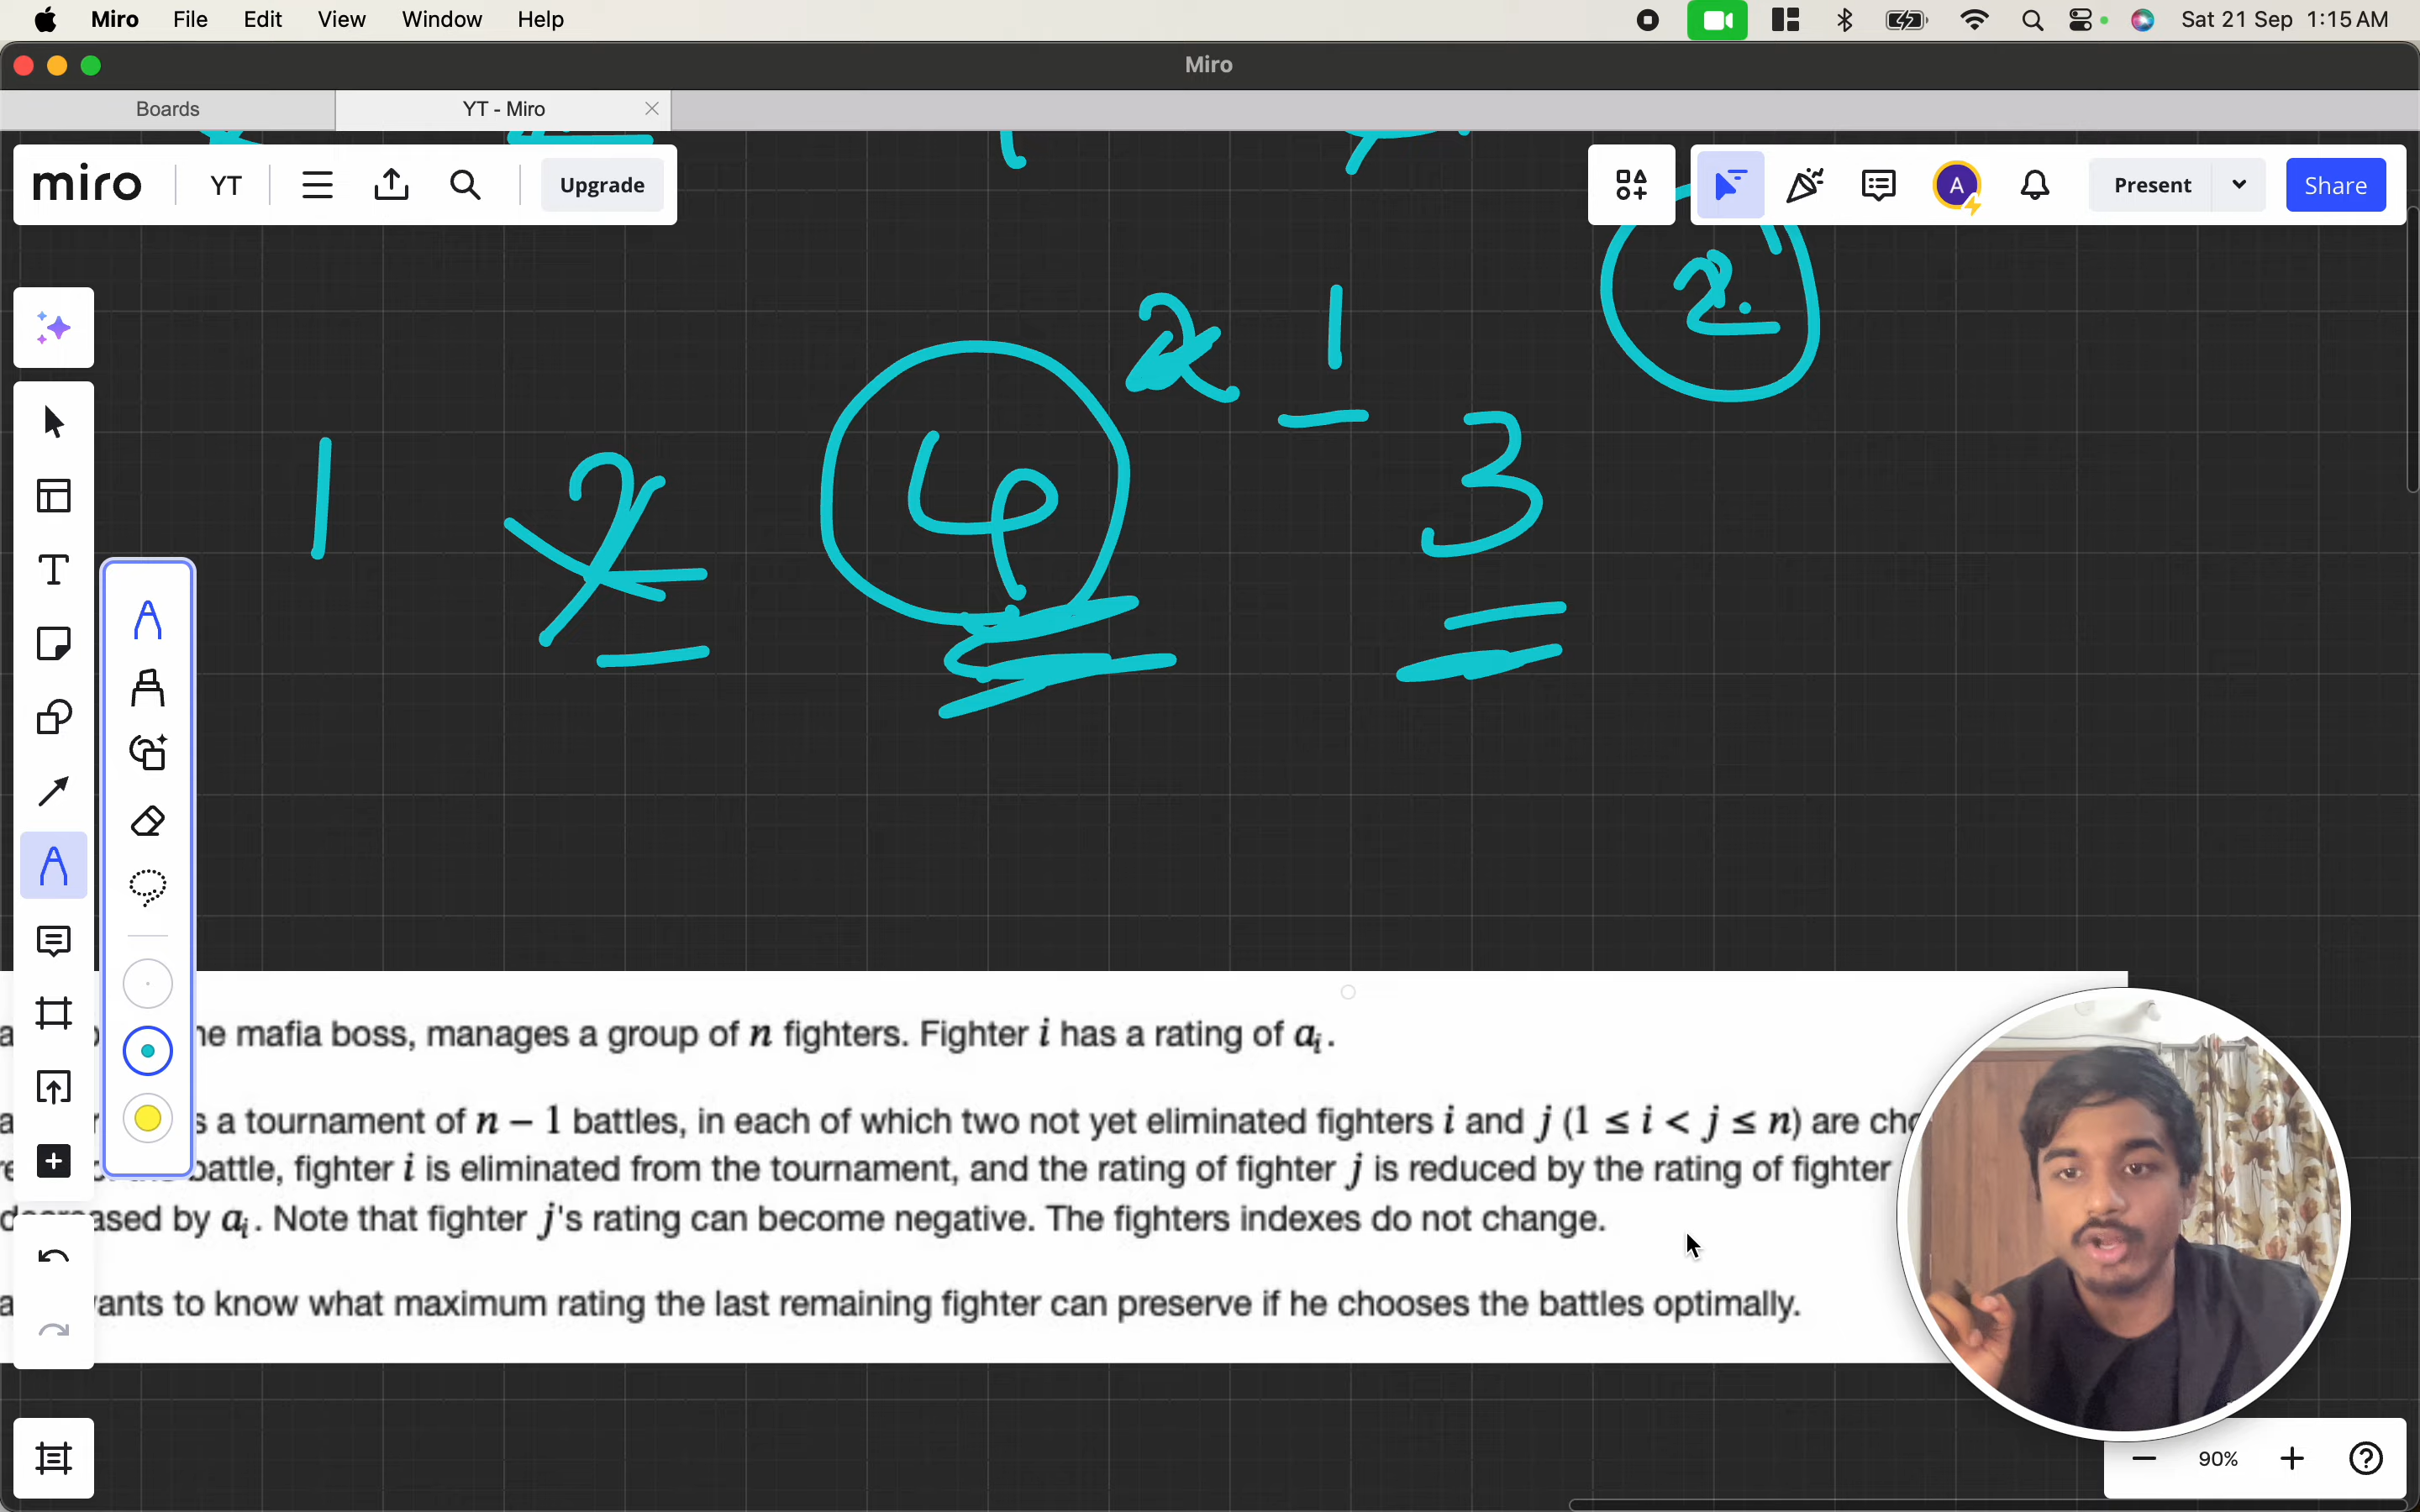 Miro File Edit View Window Help Sat 21 Sep 1:15 AM
Miro
Boards YT - Miro
miro YT Upgrade A Present Share
2 1 2.
1 2 4 3
he mafia boss, manages a group of n fighters. Fighter i has a rating of aᵢ.
s a tournament of n − 1 battles, in each of which two not yet eliminated fighters i and j (1 ≤ i < j ≤ n) are cho
battle, fighter i is eliminated from the tournament, and the rating of fighter j is reduced by the rating of fighter
ased by aᵢ. Note that fighter j's rating can become negative. The fighters indexes do not change.
ants to know what maximum rating the last remaining fighter can preserve if he chooses the battles optimally.
90%